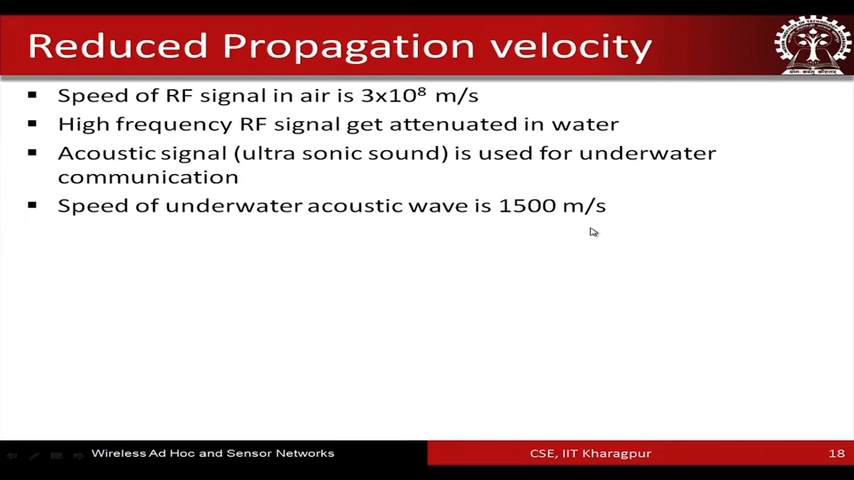 Reduced Propagation velocity
▪ Speed of RF signal in air is 3x10⁸ m/s
▪ High frequency RF signal get attenuated in water
▪ Acoustic signal (ultra sonic sound) is used for underwater
communication
▪ Speed of underwater acoustic wave is 1500 m/s
Wireless Ad Hoc and Sensor Networks
CSE, IIT Kharagpur
18